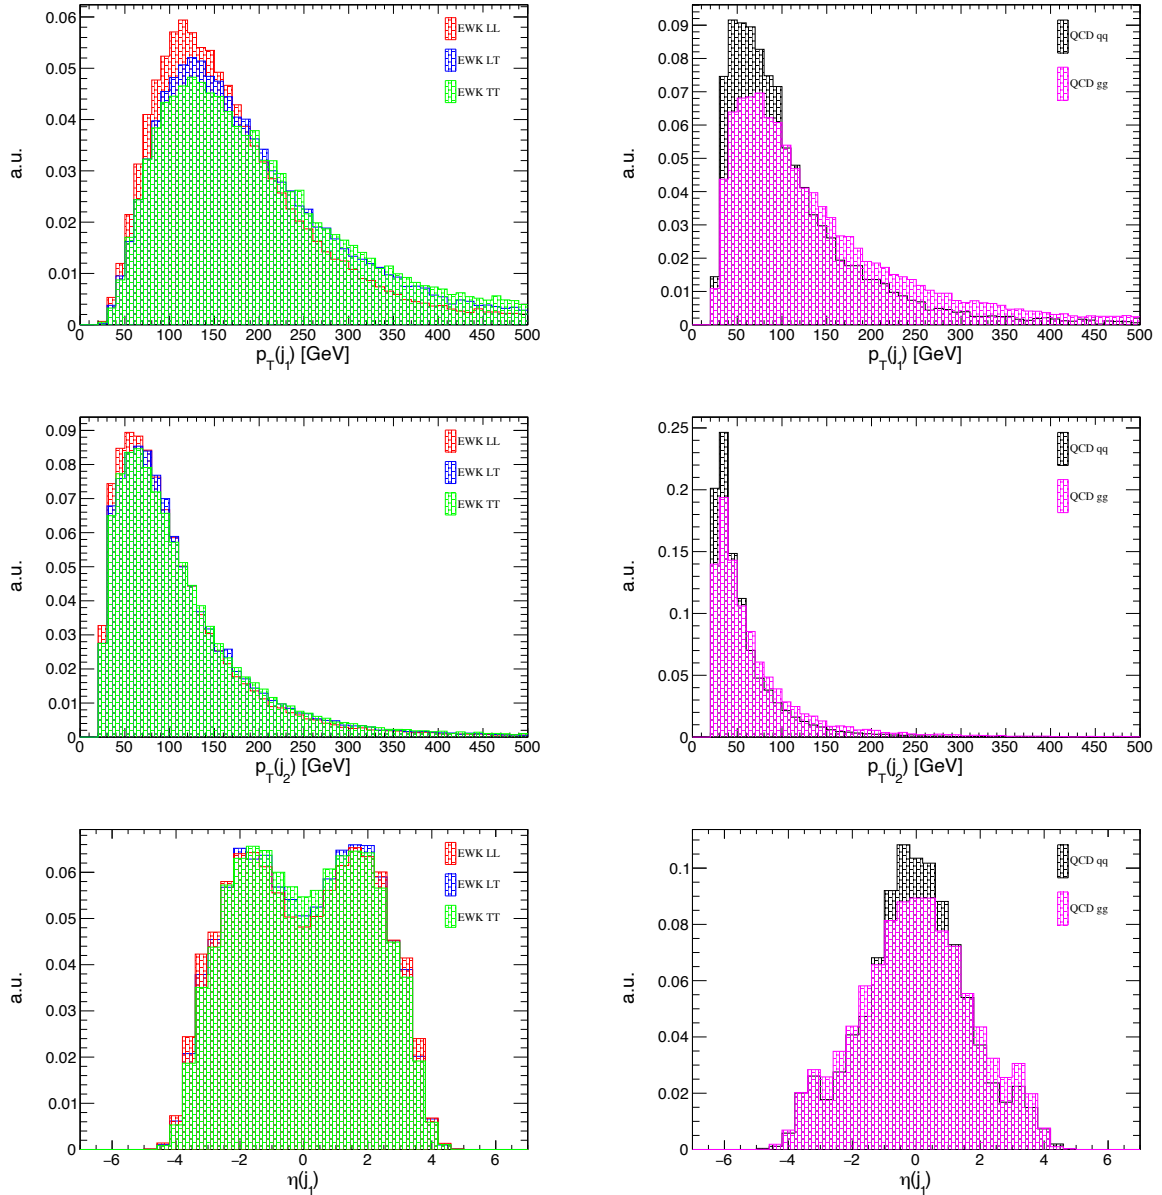 0.06
0.05
0.04
0.03
0.02
0.01
0
a.u.
EWK LL
EWK LT
EWK TT
0 50 100 150 200 250 300 350 400 450 500
p_T(j_1) [GeV]
0.09
0.08
0.07
0.06
0.05
0.04
0.03
0.02
0.01
0
a.u.
QCD qq
QCD gg
0 50 100 150 200 250 300 350 400 450 500
p_T(j_1) [GeV]
0.09
0.08
0.07
0.06
0.05
0.04
0.03
0.02
0.01
0
a.u.
EWK LL
EWK LT
EWK TT
0 50 100 150 200 250 300 350 400 450 500
p_T(j_2) [GeV]
0.25
0.2
0.15
0.1
0.05
0
a.u.
QCD qq
QCD gg
0 50 100 150 200 250 300 350 400 450 500
p_T(j_2) [GeV]
0.06
0.05
0.04
0.03
0.02
0.01
0
a.u.
EWK LL
EWK LT
EWK TT
−6 −4 −2 0 2 4 6
η(j_1)
0.1
0.08
0.06
0.04
0.02
0
a.u.
QCD qq
QCD gg
−6 −4 −2 0 2 4 6
η(j_1)